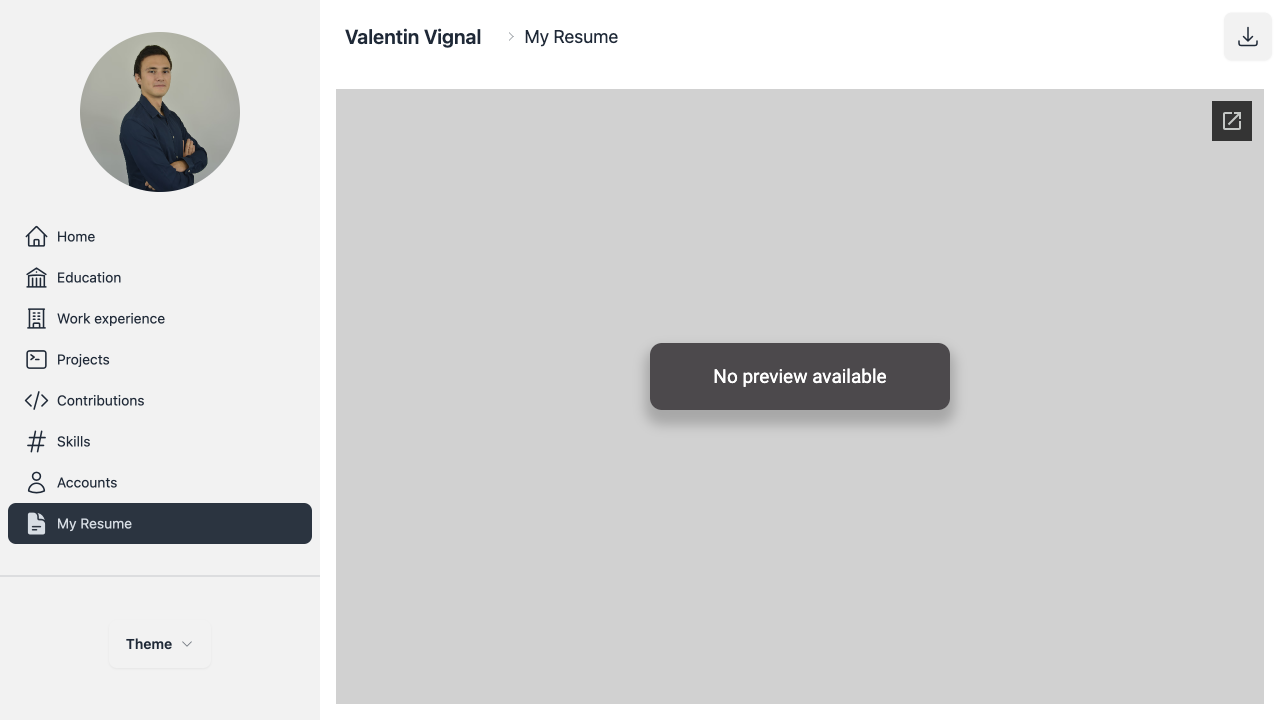 Valentin Vignal
My Resume
Home
Education
Work experience
Projects
Contributions
Skills
Accounts
My Resume
Theme
No preview available